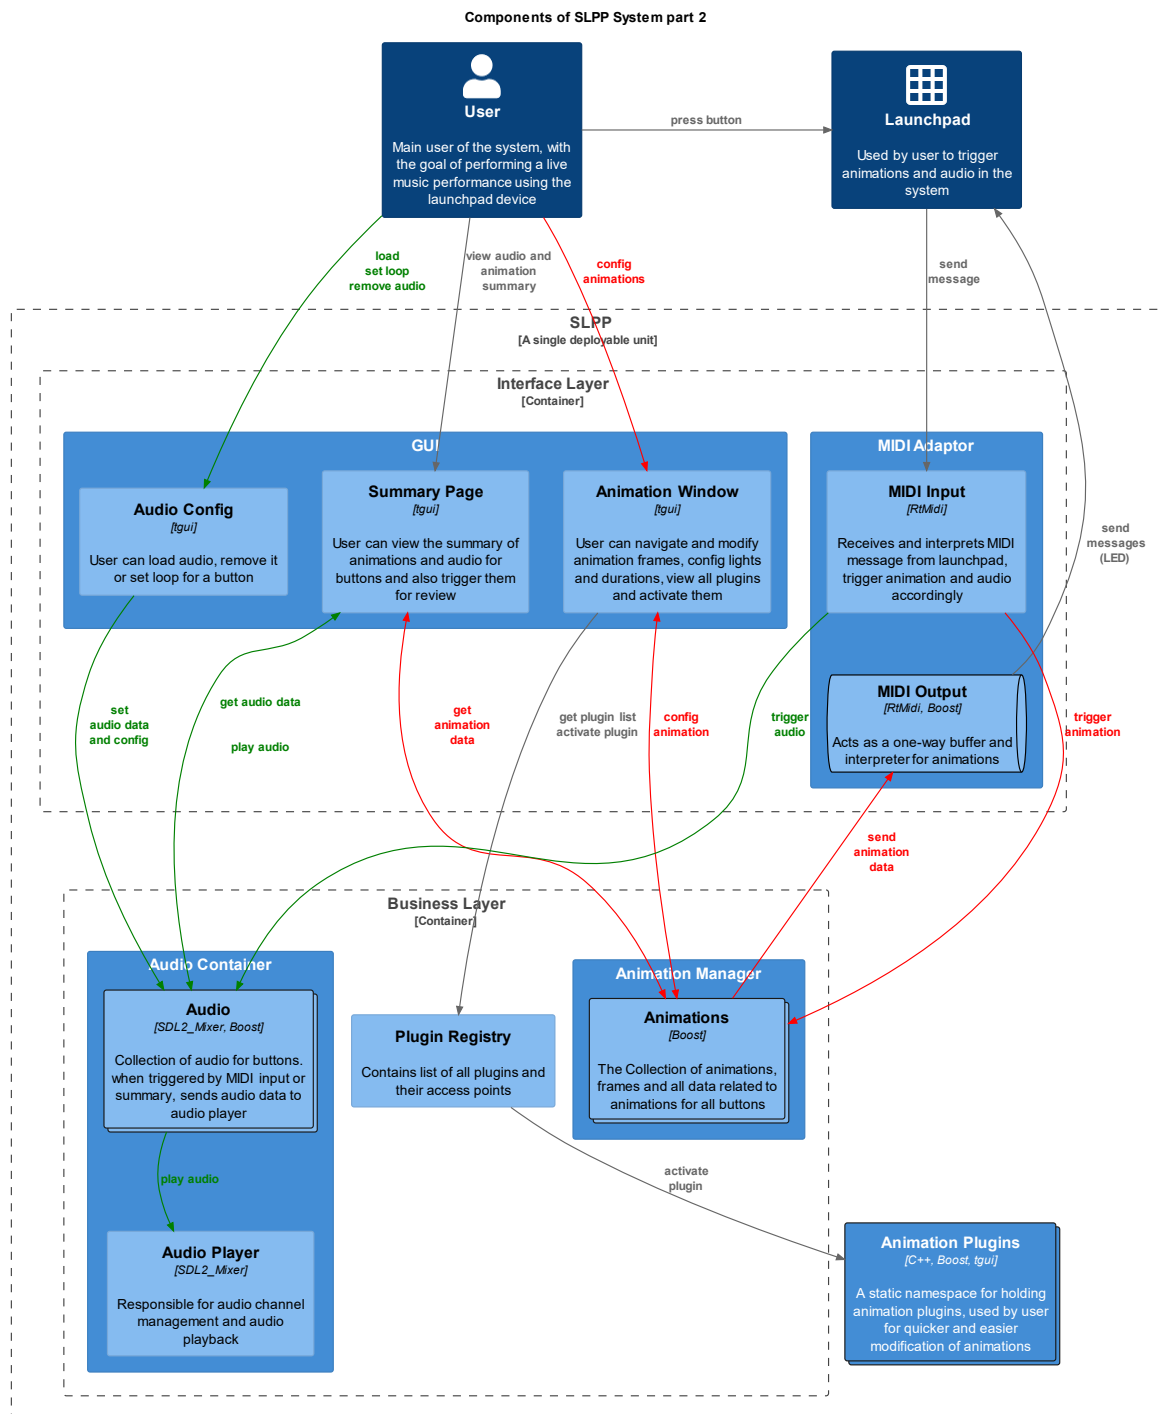 Components of SLPP System part 2
User
Main user of the system, with
the goal of performing a live
music performance using the
launchpad device
press button
Launchpad
Used by user to trigger
animations and audio in the
system
load
set loop
remove audio
view audio and
animation
summary
config
animations
send
message
SLPP
[A single deployable unit]
Interface Layer
[Container]
GUI
Audio Config
[tgui]
User can load audio, remove it
or set loop for a button
Summary Page
[tgui]
User can view the summary of
animations and audio for
buttons and also trigger them
for review
Animation Window
[tgui]
User can navigate and modify
animation frames, config lights
and durations, view all plugins
and activate them
MIDI Adaptor
MIDI Input
[RtMidi]
Receives and interprets MIDI
message from launchpad,
trigger animation and audio
accordingly
send
messages
(LED)
MIDI Output
[RtMidi, Boost]
Acts as a one-way buffer and
interpreter for animations
set
audio data
and config
get audio data
play audio
get
animation
data
get plugin list
activate plugin
config
animation
trigger
audio
trigger
animation
send
animation
data
Business Layer
[Container]
Audio Container
Audio
[SDL2_Mixer, Boost]
Collection of audio for buttons.
when triggered by MIDI input or
summary, sends audio data to
audio player
play audio
Audio Player
[SDL2_Mixer]
Responsible for audio channel
management and audio
playback
Plugin Registry
Contains list of all plugins and
their access points
Animation Manager
Animations
[Boost]
The Collection of animations,
frames and all data related to
animations for all buttons
activate
plugin
Animation Plugins
[C++, Boost, tgui]
A static namespace for holding
animation plugins, used by user
for quicker and easier
modification of animations